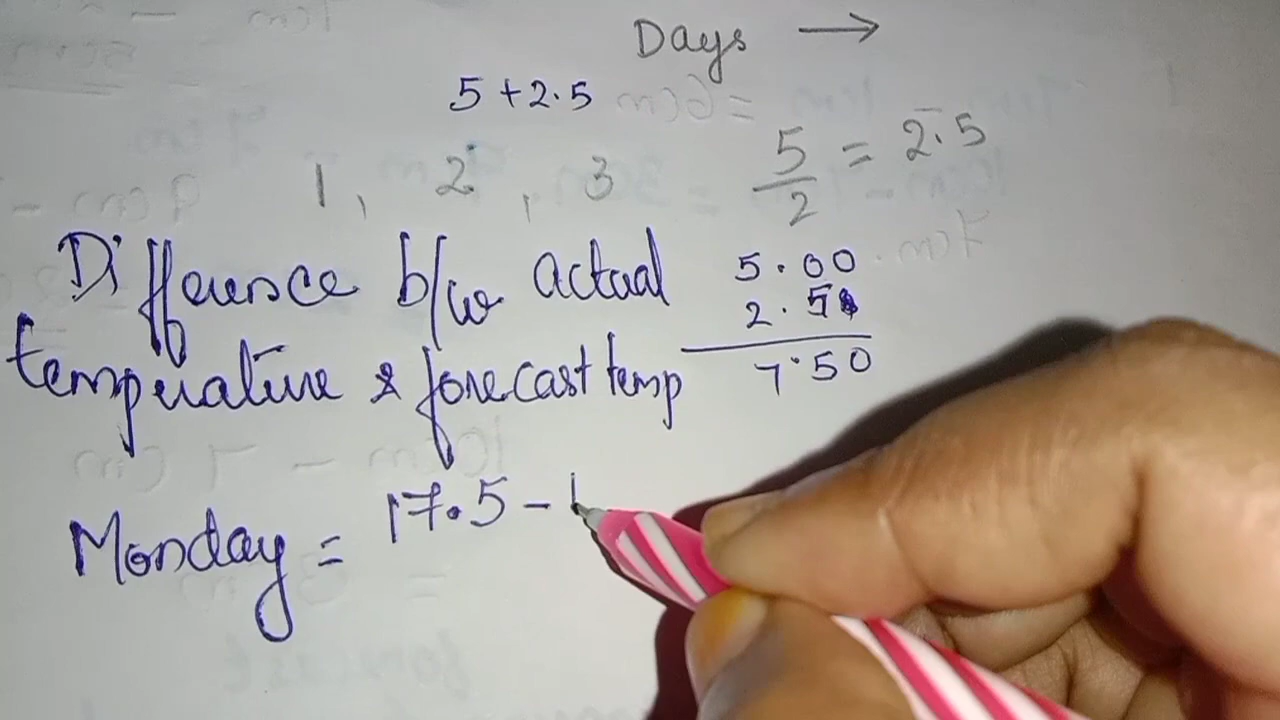 Days →
5 + 2.5
1, 2, 3
5/2 = 2.5
Difference b/w actual
temperature & forecast temp
5.00
2.50
7.50
Monday = 17.5 - 1